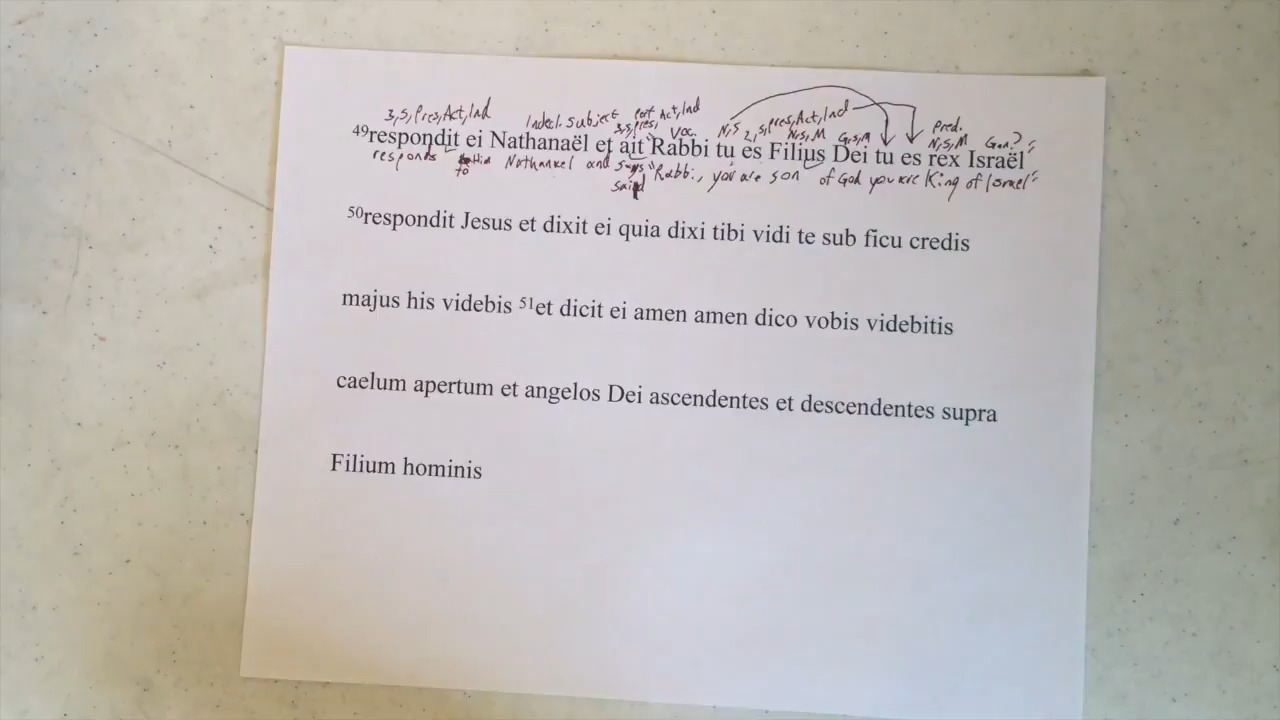 3, S, Pres, Act, Ind Indecl. subject perf Act, Ind
3, S, pres, Voc. N, S 2, S, pres, Act, Ind N, S, M G, S, M Pred. N, S, M Gen?
49respondit ei Nathanaël et ait Rabbi tu es Filius Dei tu es rex Israël
responds to Him Nathanael and says "Rabbi, you are son of God you are King of Israel"
said
50respondit Jesus et dixit ei quia dixi tibi vidi te sub ficu credis
majus his videbis 51et dicit ei amen amen dico vobis videbitis
caelum apertum et angelos Dei ascendentes et descendentes supra
Filium hominis